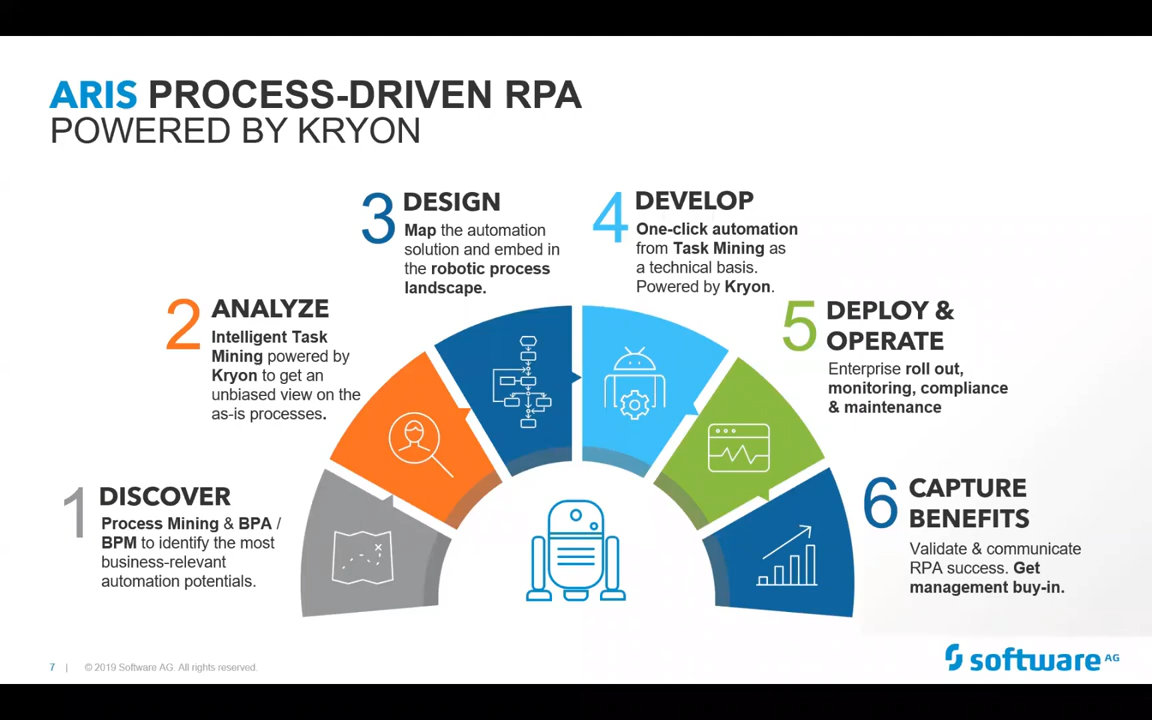 ARIS PROCESS-DRIVEN RPA
POWERED BY KRYON
1 DISCOVER
Process Mining & BPA /
BPM to identify the most
business-relevant
automation potentials.
2 ANALYZE
Intelligent Task
Mining powered by
Kryon to get an
unbiased view on the
as-is processes.
3 DESIGN
Map the automation
solution and embed in
the robotic process
landscape.
4 DEVELOP
One-click automation
from Task Mining as
a technical basis.
Powered by Kryon.
5 DEPLOY &
OPERATE
Enterprise roll out,
monitoring, compliance
& maintenance
6 CAPTURE
BENEFITS
Validate & communicate
RPA success. Get
management buy-in.
7 | © 2019 Software AG. All rights reserved.
software AG